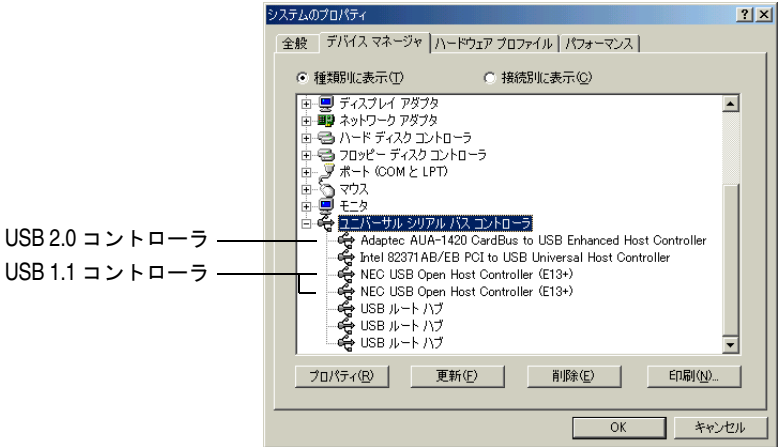 システムのプロパティ
全般 デバイス マネージャ ハードウェア プロファイル パフォーマンス
種類別に表示(T) 接続別に表示(C)
ディスプレイ アダプタ
ネットワーク アダプタ
ハード ディスク コントローラ
フロッピー ディスク コントローラ
ポート (COM と LPT)
マウス
モニタ
ユニバーサル シリアル バス コントローラ
USB 2.0 コントローラ
Adaptec AUA-1420 CardBus to USB Enhanced Host Controller
Intel 82371AB/EB PCI to USB Universal Host Controller
USB 1.1 コントローラ
NEC USB Open Host Controller (E13+)
NEC USB Open Host Controller (E13+)
USB ルート ハブ
USB ルート ハブ
USB ルート ハブ
プロパティ(R) 更新(F) 削除(E) 印刷(N)...
OK キャンセル